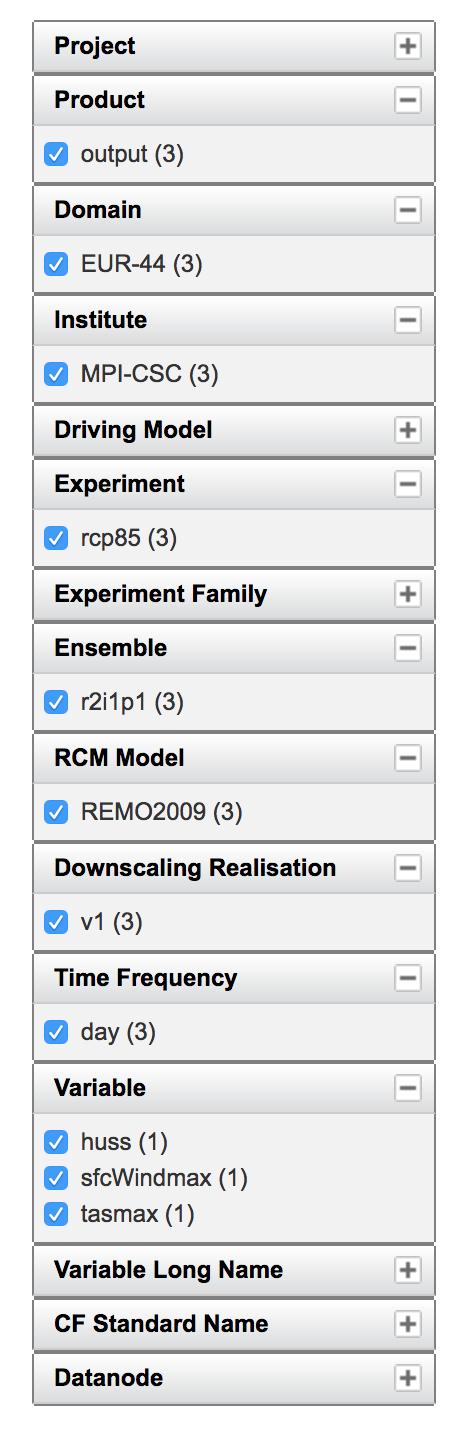 Project
Product
output (3)
Domain
EUR-44 (3)
Institute
MPI-CSC (3)
Driving Model
Experiment
rcp85 (3)
Experiment Family
Ensemble
r2i1p1 (3)
RCM Model
REMO2009 (3)
Downscaling Realisation
v1 (3)
Time Frequency
day (3)
Variable
huss (1)
sfcWindmax (1)
tasmax (1)
Variable Long Name
CF Standard Name
Datanode